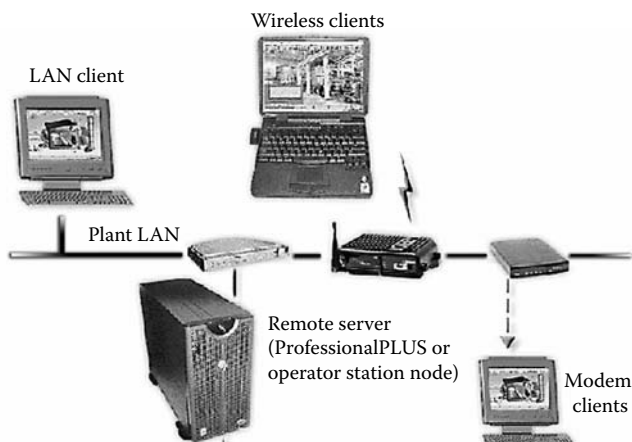 Wireless clients
LAN client
Plant LAN
Remote server
(ProfessionalPLUS or
operator station node)
Modem
clients